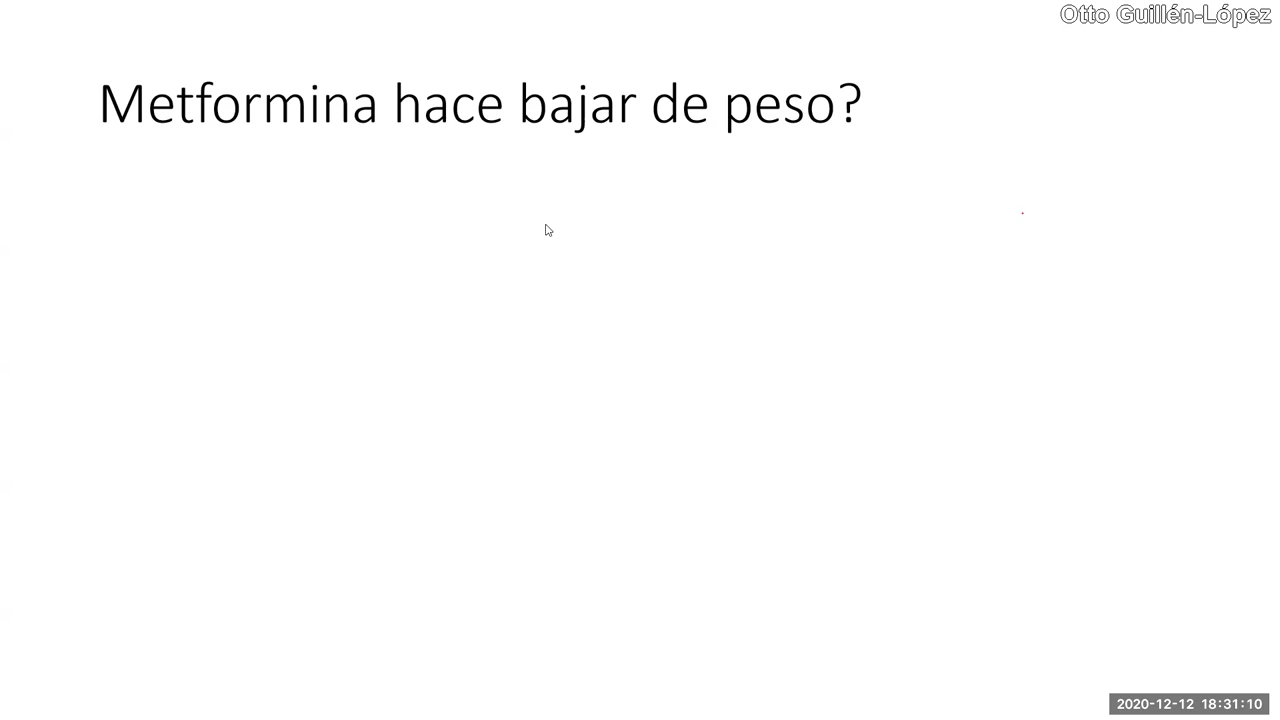 Otto Guillén-López
Metformina hace bajar de peso?
2020-12-12 18:31:10